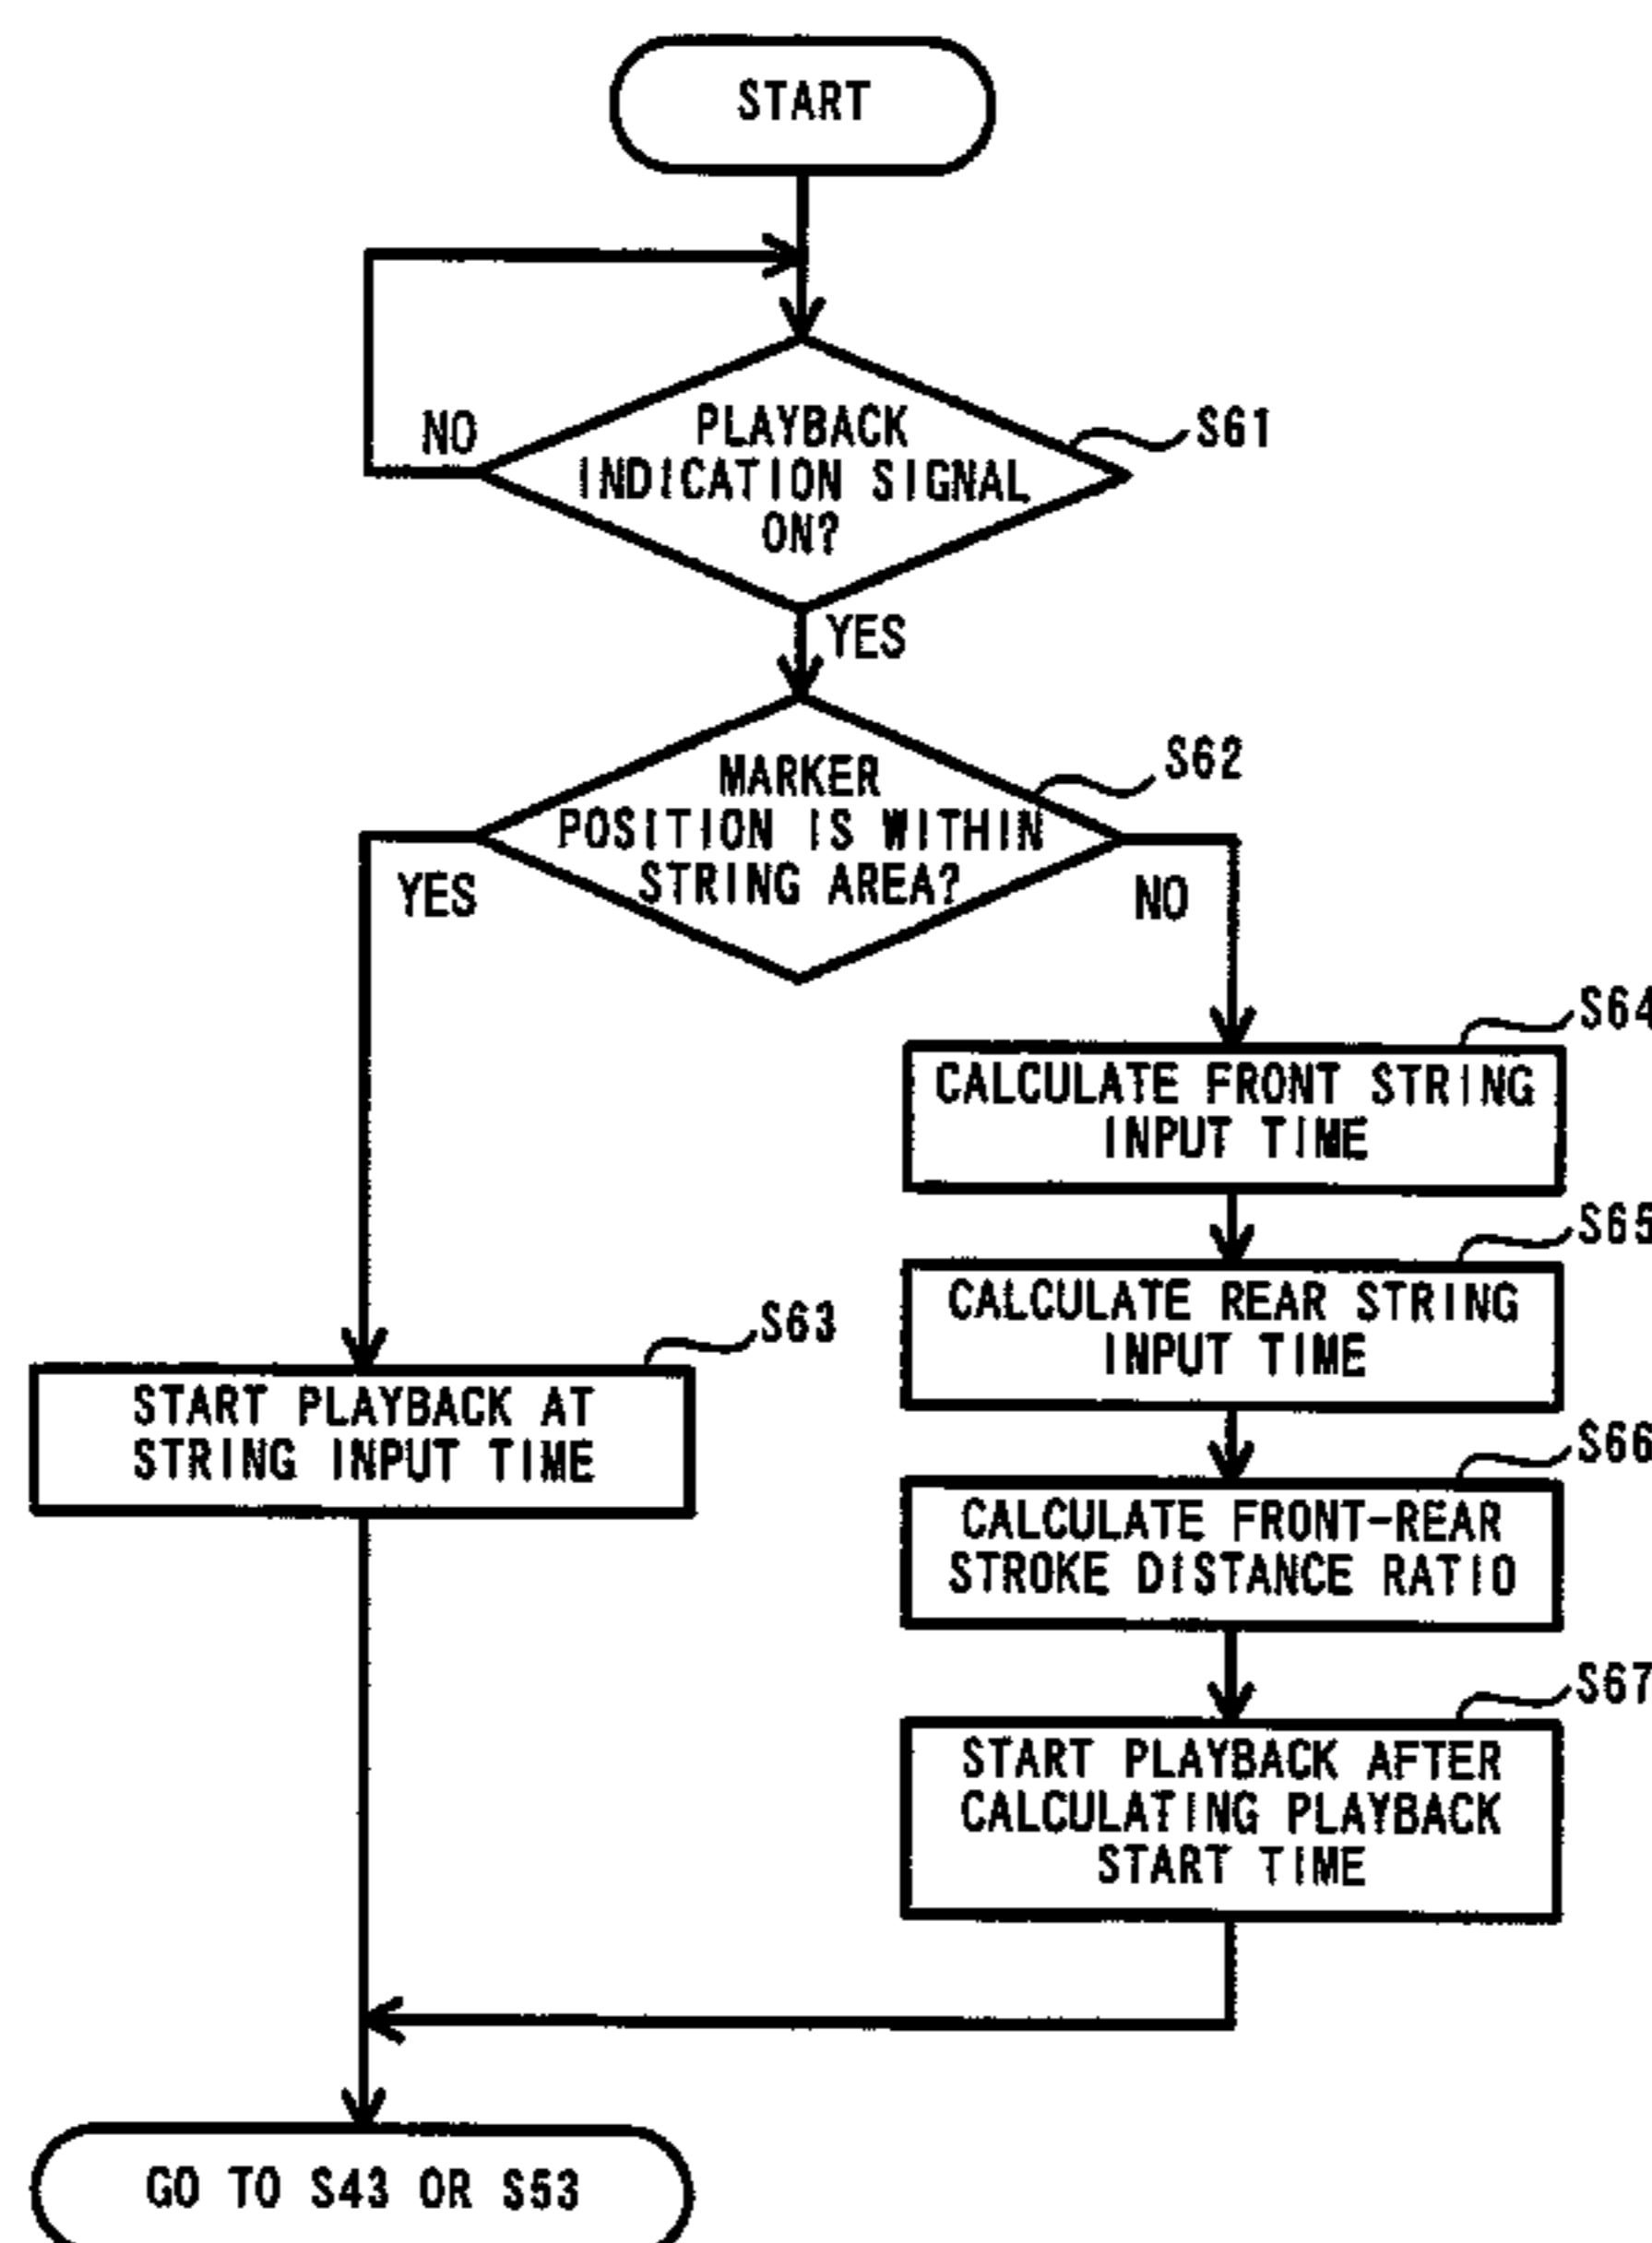 START
PLAYBACK
INDICATION SIGNAL
ON?
S61
NO
YES
MARKER
POSITION IS WITHIN
STRING AREA?
S62
YES
NO
S64
CALCULATE FRONT STRING
INPUT TIME
S65
CALCULATE REAR STRING
INPUT TIME
S63
START PLAYBACK AT
STRING INPUT TIME
S66
CALCULATE FRONT-REAR
STROKE DISTANCE RATIO
S67
START PLAYBACK AFTER
CALCULATING PLAYBACK
START TIME
GO TO S43 OR S53